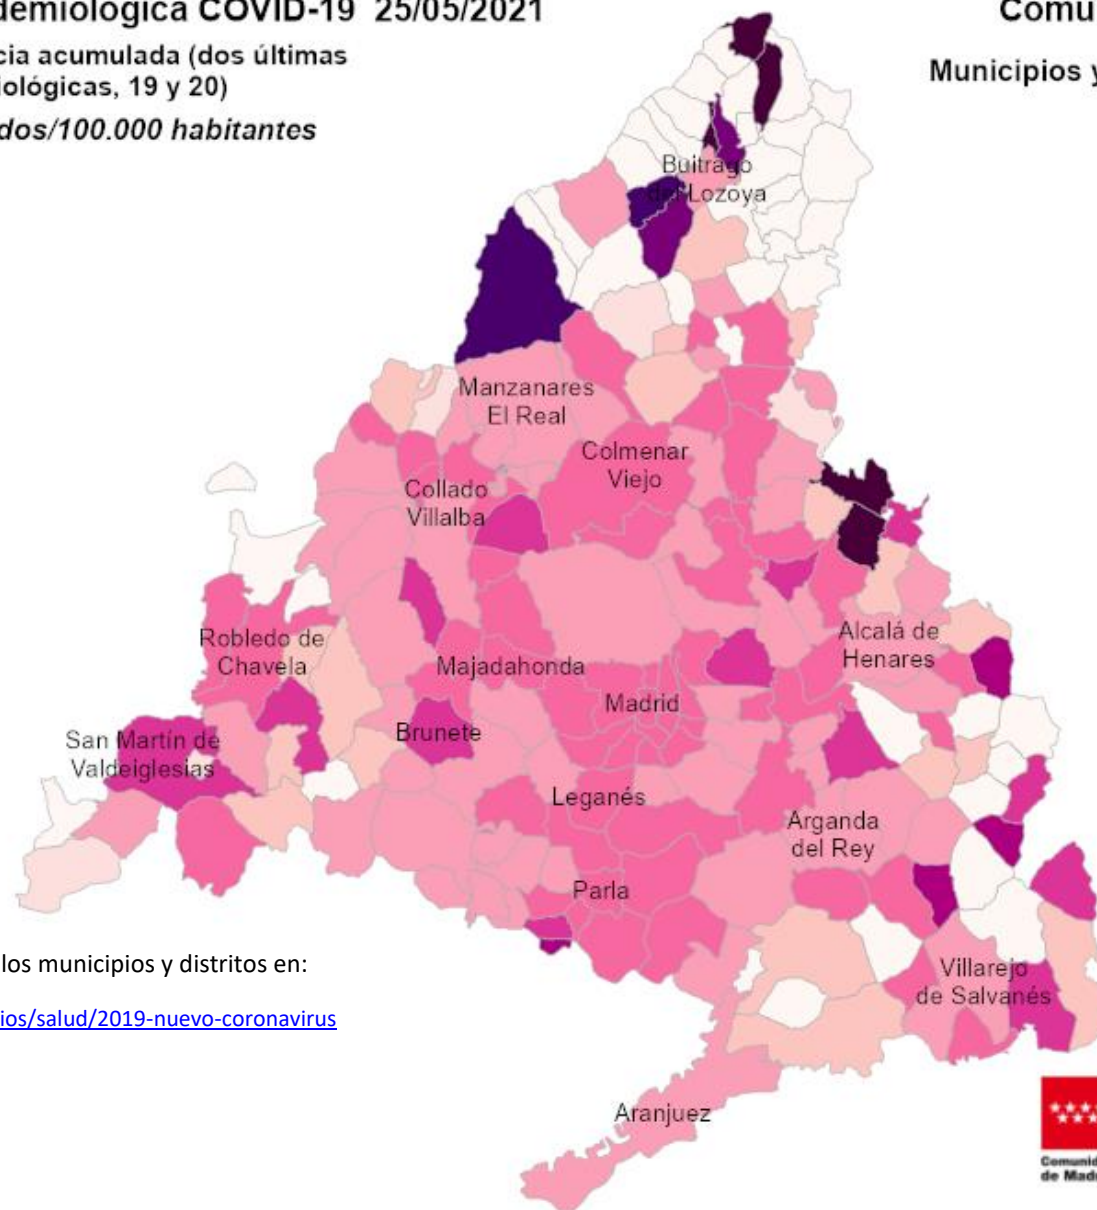 demiológica COVID-19 25/05/2021
Comu
cia acumulada (dos últimas
iológicas, 19 y 20)
Municipios y
dos/100.000 habitantes
Buitrago
del Lozoya
Manzanares
El Real
Colmenar
Viejo
Collado
Villalba
Robledo de
Chavela
Majadahonda
Alcalá de
Henares
Madrid
San Martín de
Valdeiglesias
Brunete
Leganés
Arganda
del Rey
Parla
los municipios y distritos en:
Villarejo
de Salvanés
ios/salud/2019-nuevo-coronavirus
Aranjuez
Comunid
de Madr